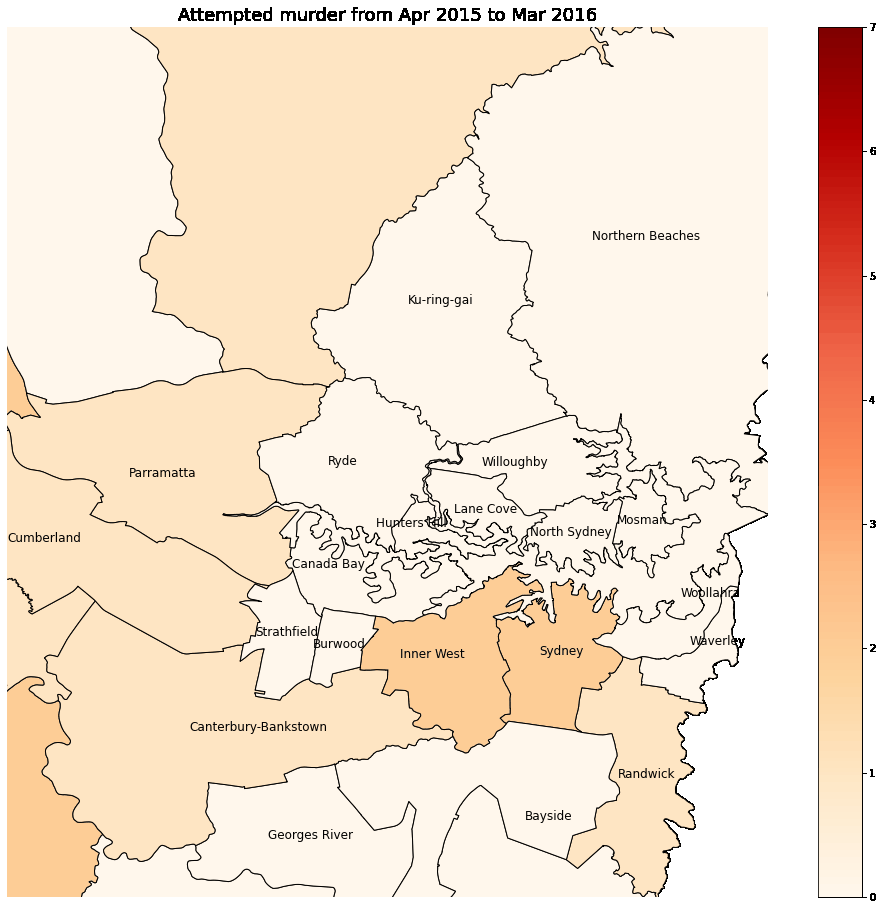 Attempted murder from Apr 2015 to Mar 2016
7
6
5
4
3
2
1
0
Northern Beaches
Ku-ring-gai
Ryde
Willoughby
Parramatta
Lane Cove
Hunters Hill
Mosman
North Sydney
Cumberland
Canada Bay
Woollahra
Strathfield
Burwood
Waverley
Inner West
Sydney
Canterbury-Bankstown
Randwick
Bayside
Georges River